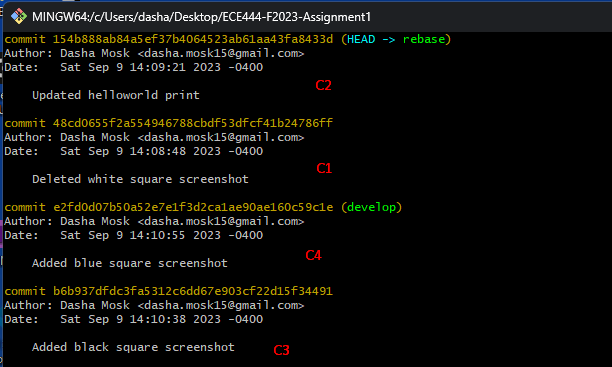 MINGW64:/c/Users/dasha/Desktop/ECE444-F2023-Assignment1
commit 154b888ab84a5ef37b4064523ab61aa43fa8433d (HEAD -> rebase)
Author: Dasha Mosk <dasha.mosk15@gmail.com>
Date:   Sat Sep 9 14:09:21 2023 -0400
C2
Updated helloworld print
commit 48cd0655f2a554946788cbdf53dfcf41b24786ff
Author: Dasha Mosk <dasha.mosk15@gmail.com>
Date:   Sat Sep 9 14:08:48 2023 -0400
C1
Deleted white square screenshot
commit e2fd0d07b50a52e7e1f3d2ca1ae90ae160c59c1e (develop)
Author: Dasha Mosk <dasha.mosk15@gmail.com>
Date:   Sat Sep 9 14:10:55 2023 -0400
C4
Added blue square screenshot
commit b6b937dfdc3fa5312c6dd67e903cf22d15f34491
Author: Dasha Mosk <dasha.mosk15@gmail.com>
Date:   Sat Sep 9 14:10:38 2023 -0400
Added black square screenshot
C3